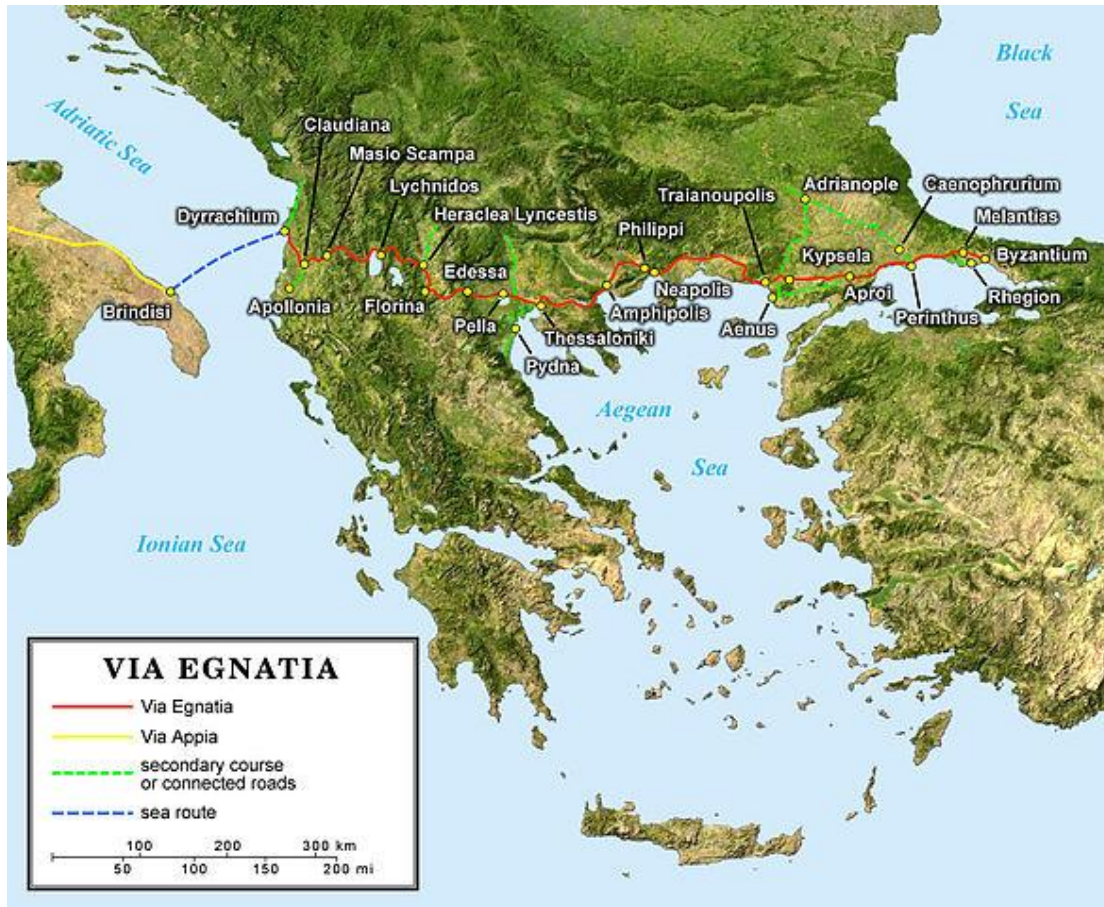 Black
Sea
Adriatic Sea
Claudiana
Masio Scampa
Lychnidos
Dyrrachium
Heraclea Lyncestis
Traianoupolis
Adrianople
Caenophrurium
Melantias
Philippi
Kypsela
Byzantium
Edessa
Neapolis
Aproi
Rhegion
Brindisi
Apollonia
Florina
Pella
Amphipolis
Aenus
Perinthus
Thessaloniki
Pydna
Aegean
Sea
Ionian Sea
VIA EGNATIA
Via Egnatia
Via Appia
secondary course
or connected roads
sea route
100 200 300 km
50 100 150 200 mi